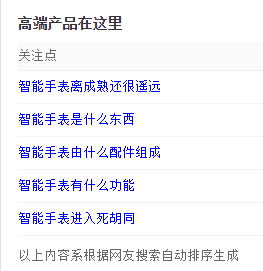 高端产品在这里
关注点
智能手表离成熟还很遥远
智能手表是什么东西
智能手表由什么配件组成
智能手表有什么功能
智能手表进入死胡同
以上内容系根据网友搜索自动排序生成